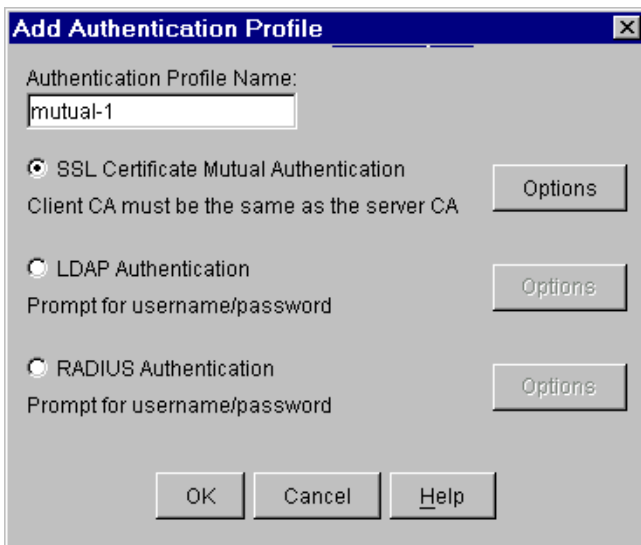 Add Authentication Profile
Authentication Profile Name:
mutual-1
SSL Certificate Mutual Authentication
Options
Client CA must be the same as the server CA
LDAP Authentication
Options
Prompt for username/password
RADIUS Authentication
Options
Prompt for username/password
OK
Cancel
Help